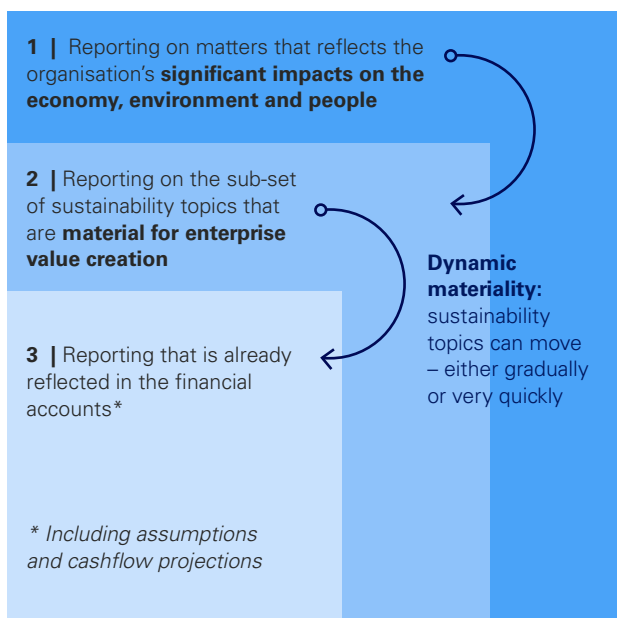 1 | Reporting on matters that reflects the
organisation’s significant impacts on the
economy, environment and people
2 | Reporting on the sub-set
of sustainability topics that
are material for enterprise
value creation
Dynamic
materiality:
sustainability
topics can move
– either gradually
or very quickly
3 | Reporting that is already
reflected in the financial
accounts*
* Including assumptions
and cashflow projections